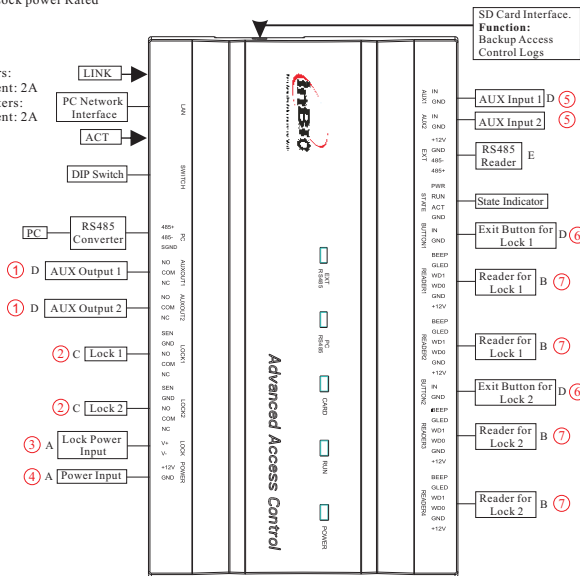 Lock power Rated
SD Card Interface.
Function:
Backup Access
Control Logs
rs:
ent: 2A
ters:
ent: 2A
LINK
PC Network
Interface
ACT
DIP Switch
PC
RS485
Converter
① D AUX Output 1
① D AUX Output 2
② C Lock 1
② C Lock 2
③ A Lock Power
Input
④ A Power Input
LAN
SWITCH
485+
485-
SGND
PC
NO
COM
NC
AUXOUT1
NO
COM
NC
AUXOUT2
SEN
GND
NO
COM
NC
LOCK1
SEN
GND
NO
COM
NC
LOCK2
V+
V-
LOCK
+12V
GND
POWER
inBio
EXT
RS485
PC
RS485
CARD
RUN
POWER
Advanced Access Control
AUX1
IN
GND
AUX2
IN
GND
EXT
+12V
GND
485-
485+
STATE
PWR
RUN
ACT
GND
BUTTON1
IN
GND
READER1
BEEP
GLED
WD1
WD0
GND
+12V
READER2
BEEP
GLED
WD1
WD0
GND
+12V
BUTTON2
IN
GND
READER3
BEEP
GLED
WD1
WD0
GND
+12V
READER4
BEEP
GLED
WD1
WD0
GND
+12V
AUX Input 1 D ⑤
AUX Input 2 ⑤
RS485
Reader E
State Indicator
Exit Button for
Lock 1 D ⑥
Reader for
Lock 1 B ⑦
Reader for
Lock 1 B ⑦
Exit Button for
Lock 2 D ⑥
Reader for
Lock 2 B ⑦
Reader for
Lock 2 B ⑦